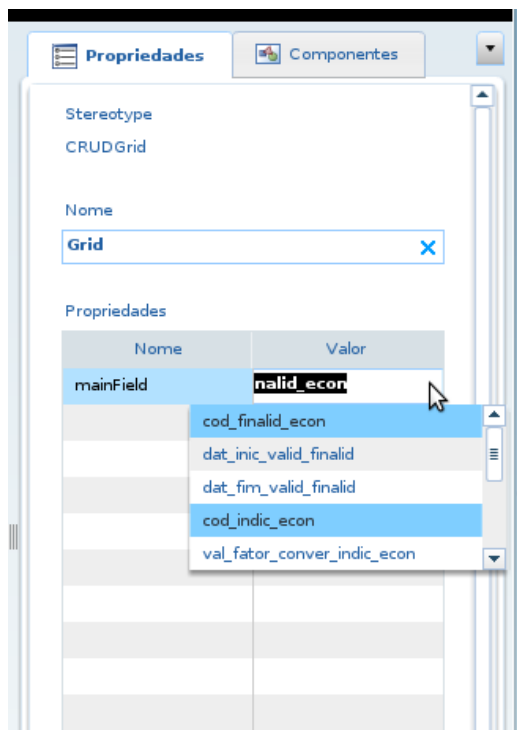 Propriedades
Componentes
Stereotype
CRUDGrid
Nome
Grid
Propriedades
Nome Valor
mainField nalid_econ
cod_finalid_econ
dat_inic_valid_finalid
dat_fim_valid_finalid
cod_indic_econ
val_fator_conver_indic_econ